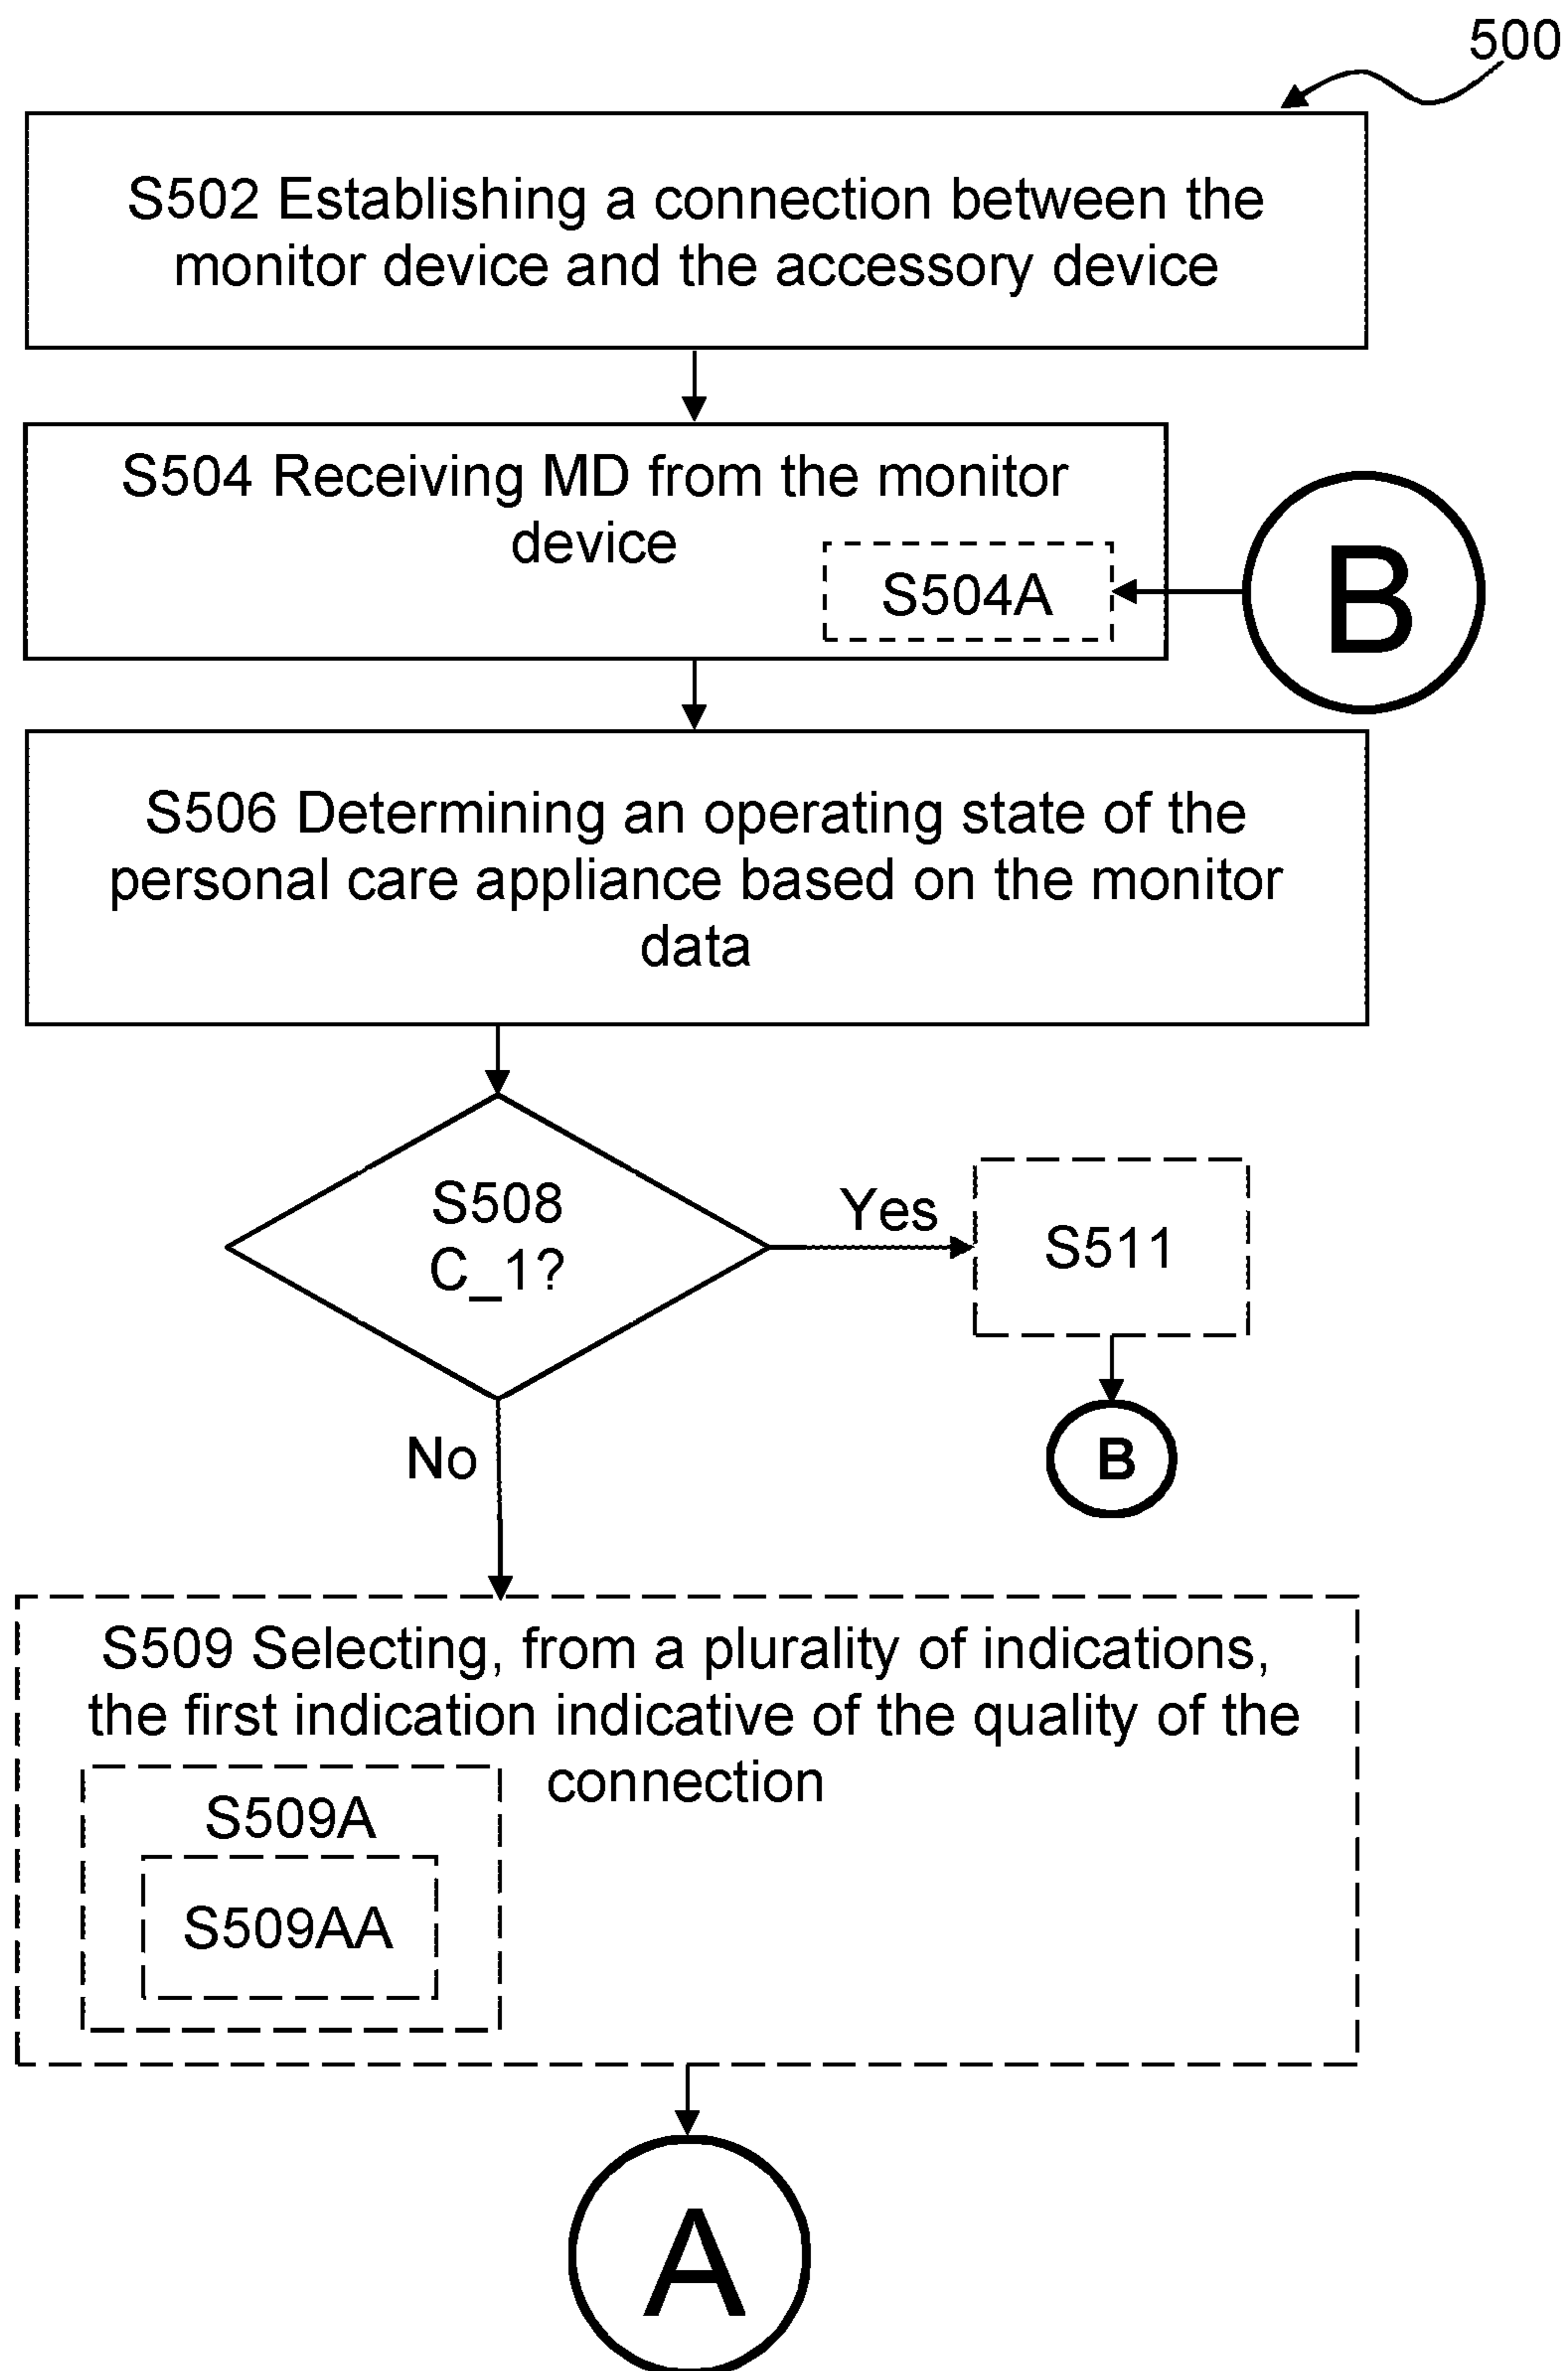 500
S502 Establishing a connection between the
monitor device and the accessory device
S504 Receiving MD from the monitor
device
S504A
B
S506 Determining an operating state of the
personal care appliance based on the monitor
data
S508
C_1?
Yes
S511
B
No
S509 Selecting, from a plurality of indications,
the first indication indicative of the quality of the
connection
S509A
S509AA
A